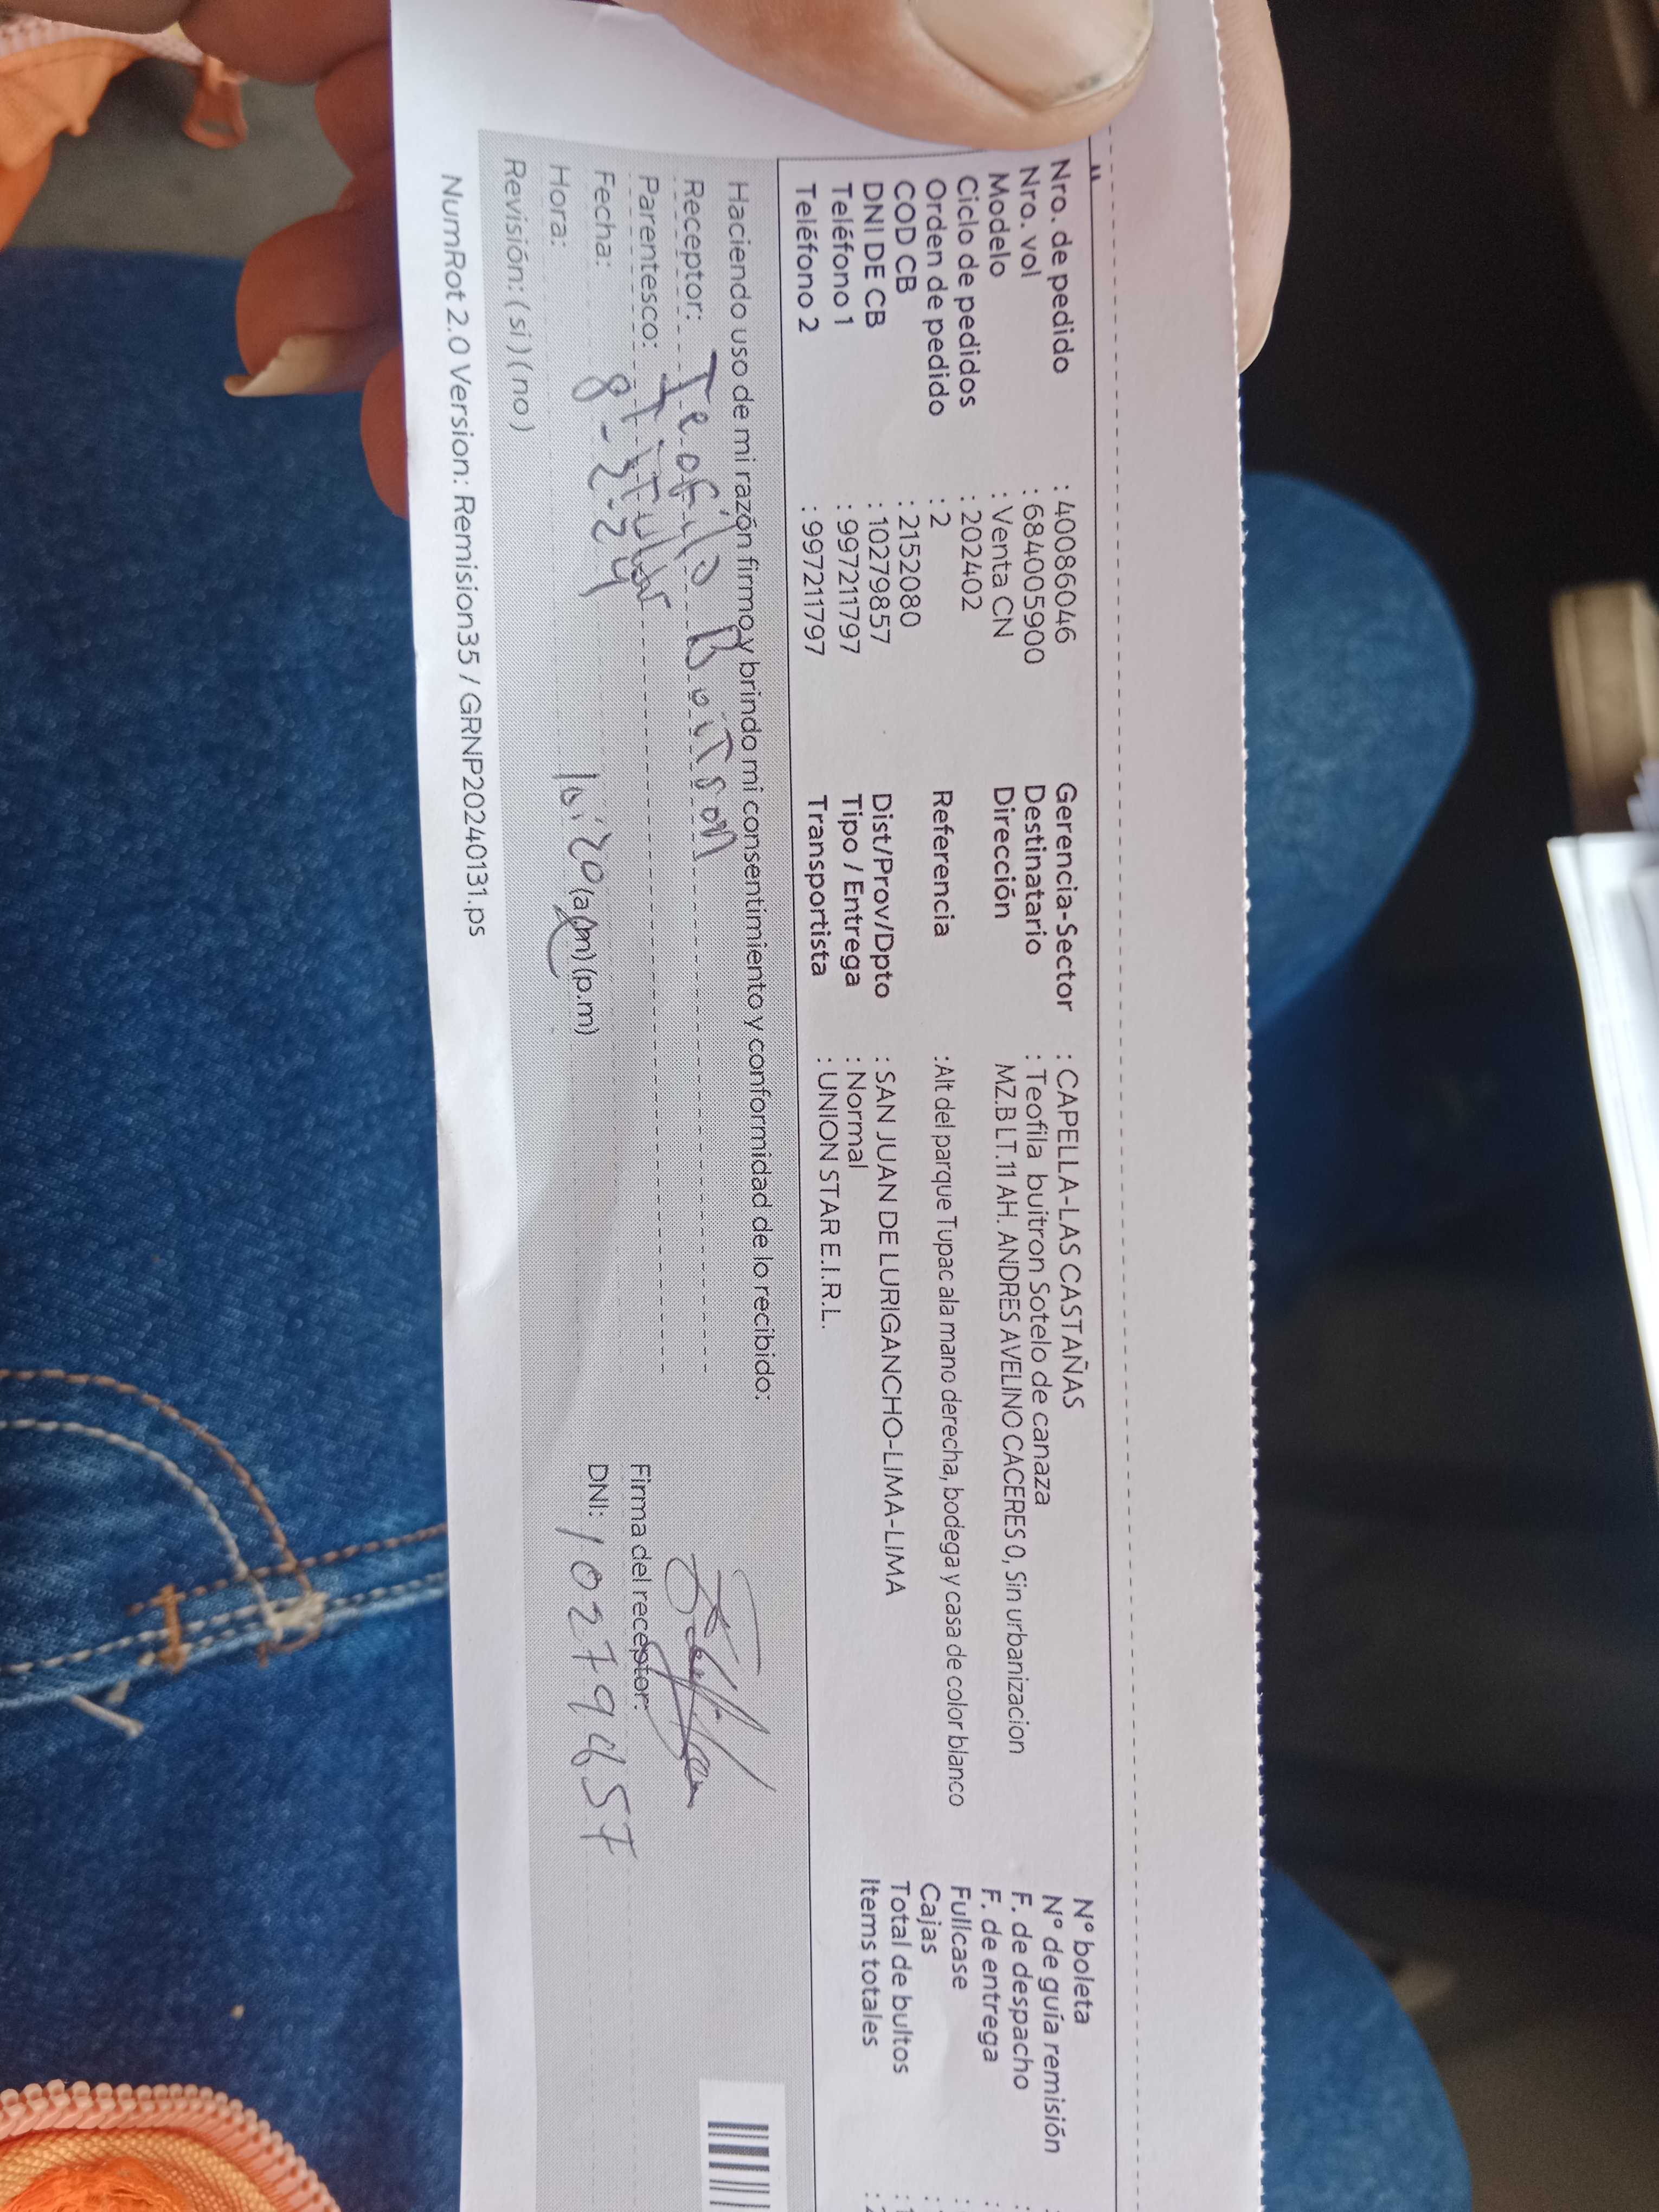 Nro. de pedido : 40086046 Gerencia-Sector : CAPELLA-LAS CASTAÑAS N° boleta
Nro. vol : 684005900 Destinatario : Teofila buitron Sotelo de canaza N° de guía remisión
Modelo : Venta CN Dirección MZ.B LT.11 AH. ANDRES AVELINO CACERES 0, Sin urbanizacion F. de despacho
Ciclo de pedidos : 202402 F. de entrega
Orden de pedido : 2 Referencia : Alt del parque Tupac ala mano derecha, bodega y casa de color blanco Fullcase
COD CB : 2152080 Cajas
DNI DE CB : 10279857 Dist/Prov/Dpto : SAN JUAN DE LURIGANCHO-LIMA-LIMA Total de bultos
Teléfono 1 : 997211797 Tipo / Entrega : Normal Items totales
Teléfono 2 : 997211797 Transportista : UNION STAR E.I.R.L.
Haciendo uso de mi razón firmo y brindo mi consentimiento y conformidad de lo recibido:
Receptor: Teofila Buitron
Parentesco: Titular Firma del receptor:
Fecha: 8-2-24 DNI: 10279857
Hora: 10:20 (a.m) (p.m)
Revisión: ( si ) ( no )
NumRot 2.0 Version: Remision35 / GRNP20240131.ps